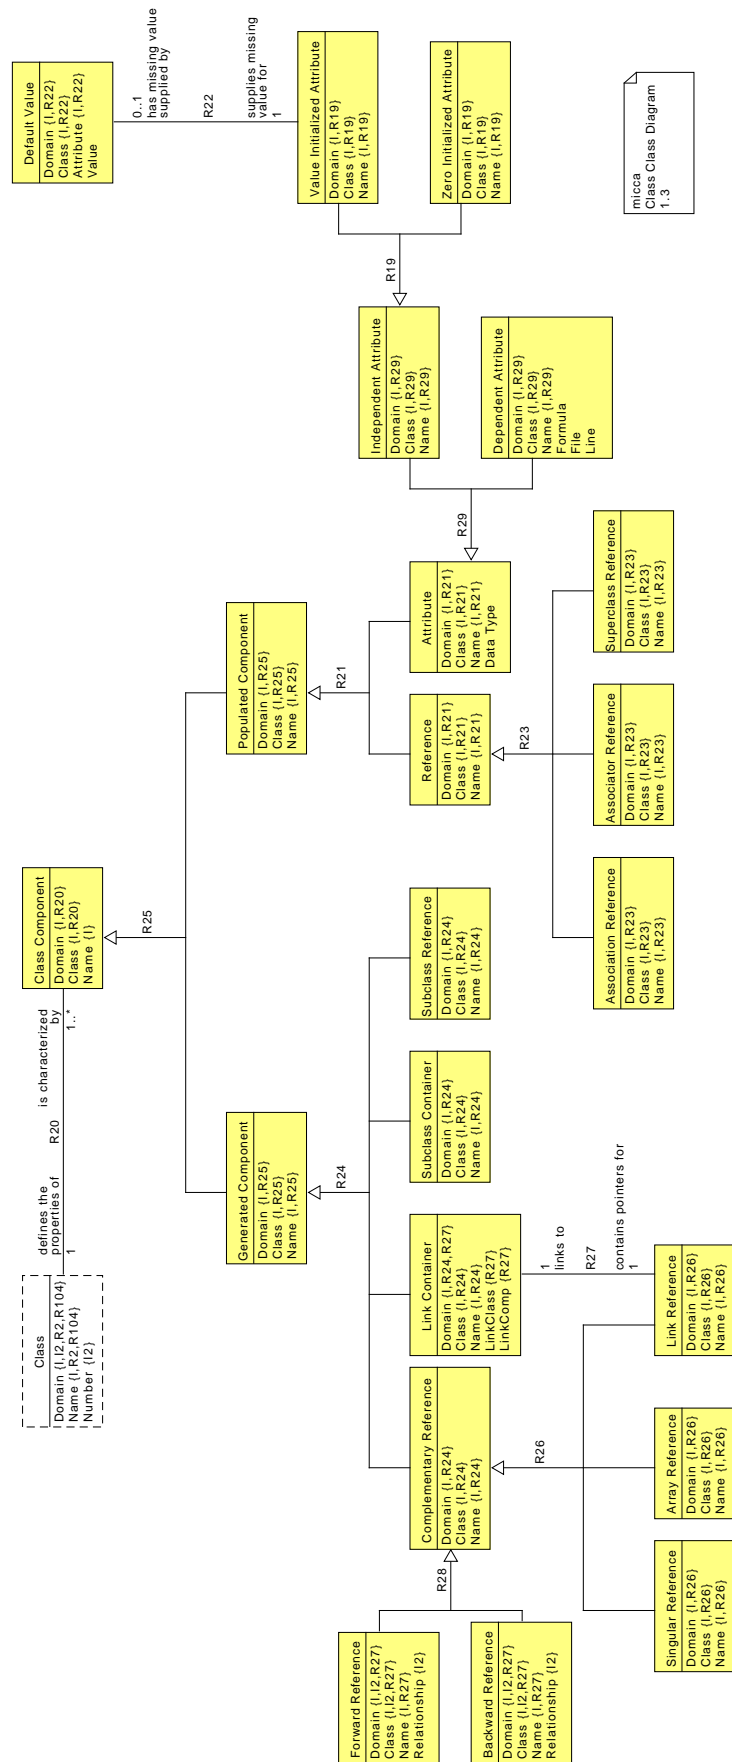 Class
Domain {I,I2,R2,R104}
Name {I,R2,R104}
Number {I2}
defines the
properties of
1
R20
is characterized
by
1..*
Class Component
Domain {I,R20}
Class {I,R20}
Name {I}
R25
Generated Component
Domain {I,R25}
Class {I,R25}
Name {I,R25}
Populated Component
Domain {I,R25}
Class {I,R25}
Name {I,R25}
R24
R21
Forward Reference
Domain {I,I2,R27}
Class {I,I2,R27}
Name {I,R27}
Relationship {I2}
Backward Reference
Domain {I,I2,R27}
Class {I,I2,R27}
Name {I,R27}
Relationship {I2}
R28
Complementary Reference
Domain {I,R24}
Class {I,R24}
Name {I,R24}
Link Container
Domain {I,R24,R27}
Class {I,R24}
Name {I,R24}
LinkClass {R27}
LinkComp {R27}
Subclass Container
Domain {I,R24}
Class {I,R24}
Name {I,R24}
Subclass Reference
Domain {I,R24}
Class {I,R24}
Name {I,R24}
R26
1
links to
R27
contains pointers for
1
Singular Reference
Domain {I,R26}
Class {I,R26}
Name {I,R26}
Array Reference
Domain {I,R26}
Class {I,R26}
Name {I,R26}
Link Reference
Domain {I,R26}
Class {I,R26}
Name {I,R26}
Reference
Domain {I,R21}
Class {I,R21}
Name {I,R21}
Attribute
Domain {I,R21}
Class {I,R21}
Name {I,R21}
Data Type
R23
Association Reference
Domain {I,R23}
Class {I,R23}
Name {I,R23}
Associator Reference
Domain {I,R23}
Class {I,R23}
Name {I,R23}
Superclass Reference
Domain {I,R23}
Class {I,R23}
Name {I,R23}
R29
Independent Attribute
Domain {I,R29}
Class {I,R29}
Name {I,R29}
Dependent Attribute
Domain {I,R29}
Class {I,R29}
Name {I,R29}
Formula
File
Line
R19
Default Value
Domain {I,R22}
Class {I,R22}
Attribute {I,R22}
Value
0..1
has missing value
supplied by
R22
supplies missing
value for
1
Value Initialized Attribute
Domain {I,R19}
Class {I,R19}
Name {I,R19}
Zero Initialized Attribute
Domain {I,R19}
Class {I,R19}
Name {I,R19}
micca
Class Class Diagram
1.3